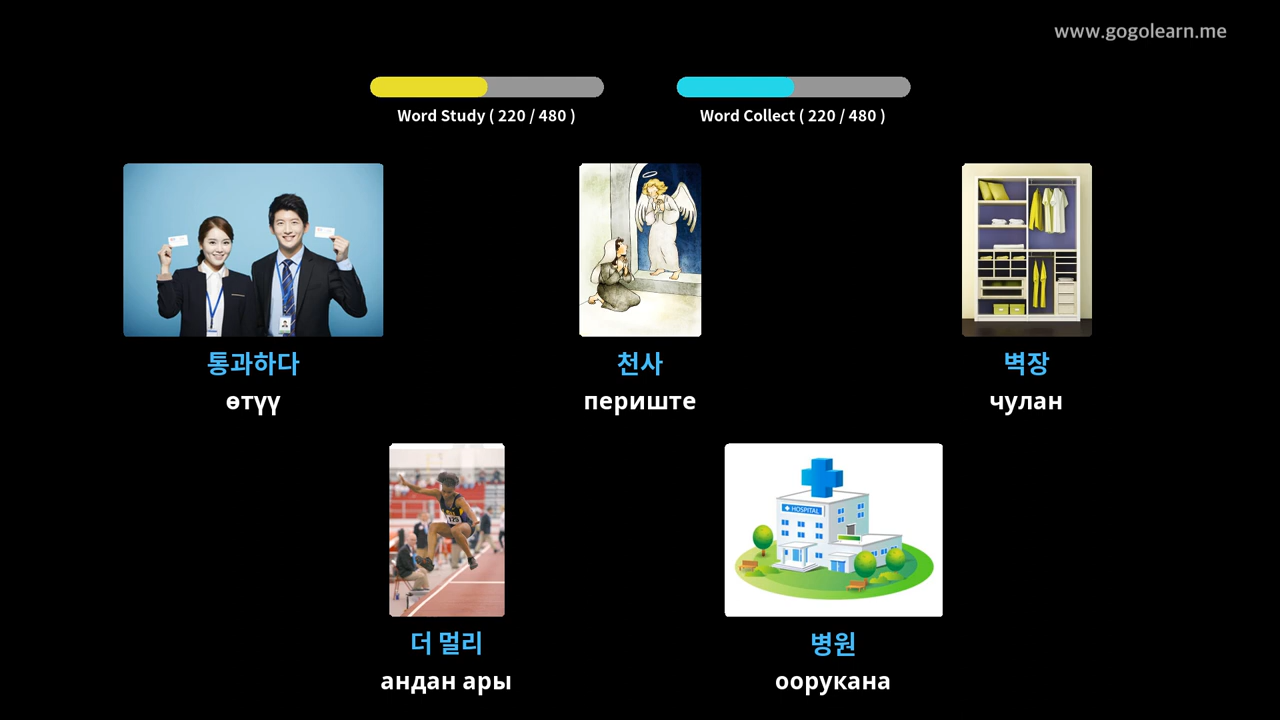 www.gogolearn.me
Word Study ( 220 / 480 )
Word Collect ( 220 / 480 )
통과하다
өтүү
천사
периште
벽장
чулан
더 멀리
андан ары
HOSPITAL
병원
оорукана